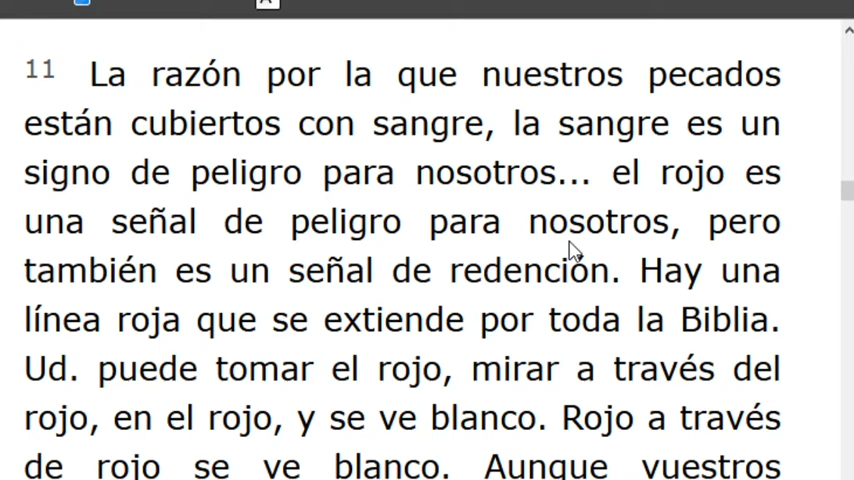 11 La razón por la que nuestros pecados
están cubiertos con sangre, la sangre es un
signo de peligro para nosotros... el rojo es
una señal de peligro para nosotros, pero
también es un señal de redención. Hay una
línea roja que se extiende por toda la Biblia.
Ud. puede tomar el rojo, mirar a través del
rojo, en el rojo, y se ve blanco. Rojo a través
de rojo se ve blanco. Aunque vuestros